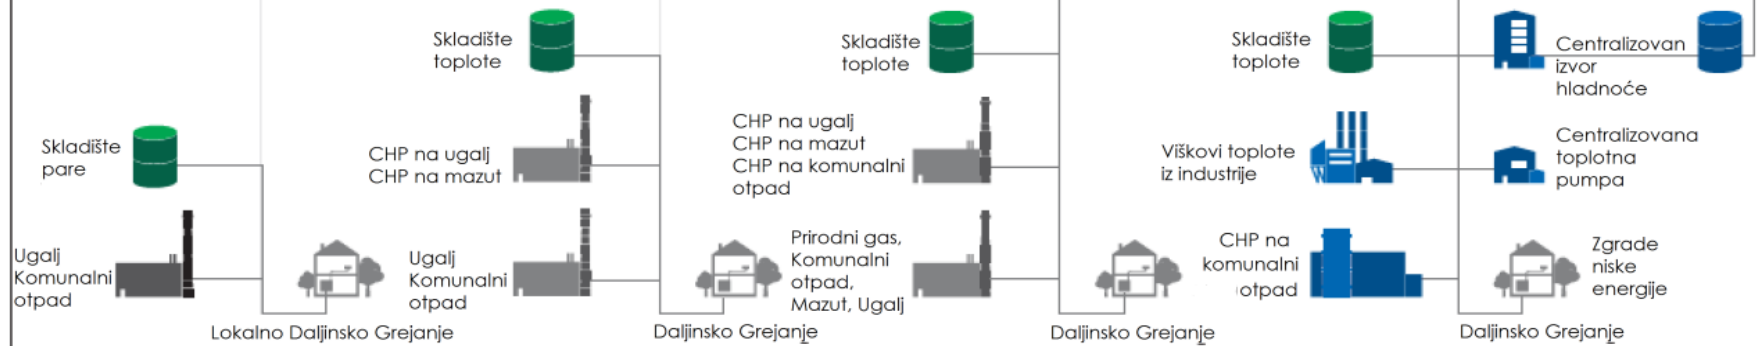 Skladište
pare
Ugalj
Komunalni
otpad
Lokalno Daljinsko Grejanje
Skladište
toplote
CHP na ugalj
CHP na mazut
Ugalj
Komunalni
otpad
Daljinsko Grejanje
Skladište
toplote
CHP na ugalj
CHP na mazut
CHP na komunalni
otpad
Prirodni gas,
Komunalni
otpad,
Mazut, Ugalj
Daljinsko Grejanje
Skladište
toplote
Viškovi toplote
iz industrije
CHP na
komunalni
otpad
Centralizovan
izvor
hladnoće
Centralizovana
toplotna
pumpa
Zgrade
niske
energije
Daljinsko Grejanje